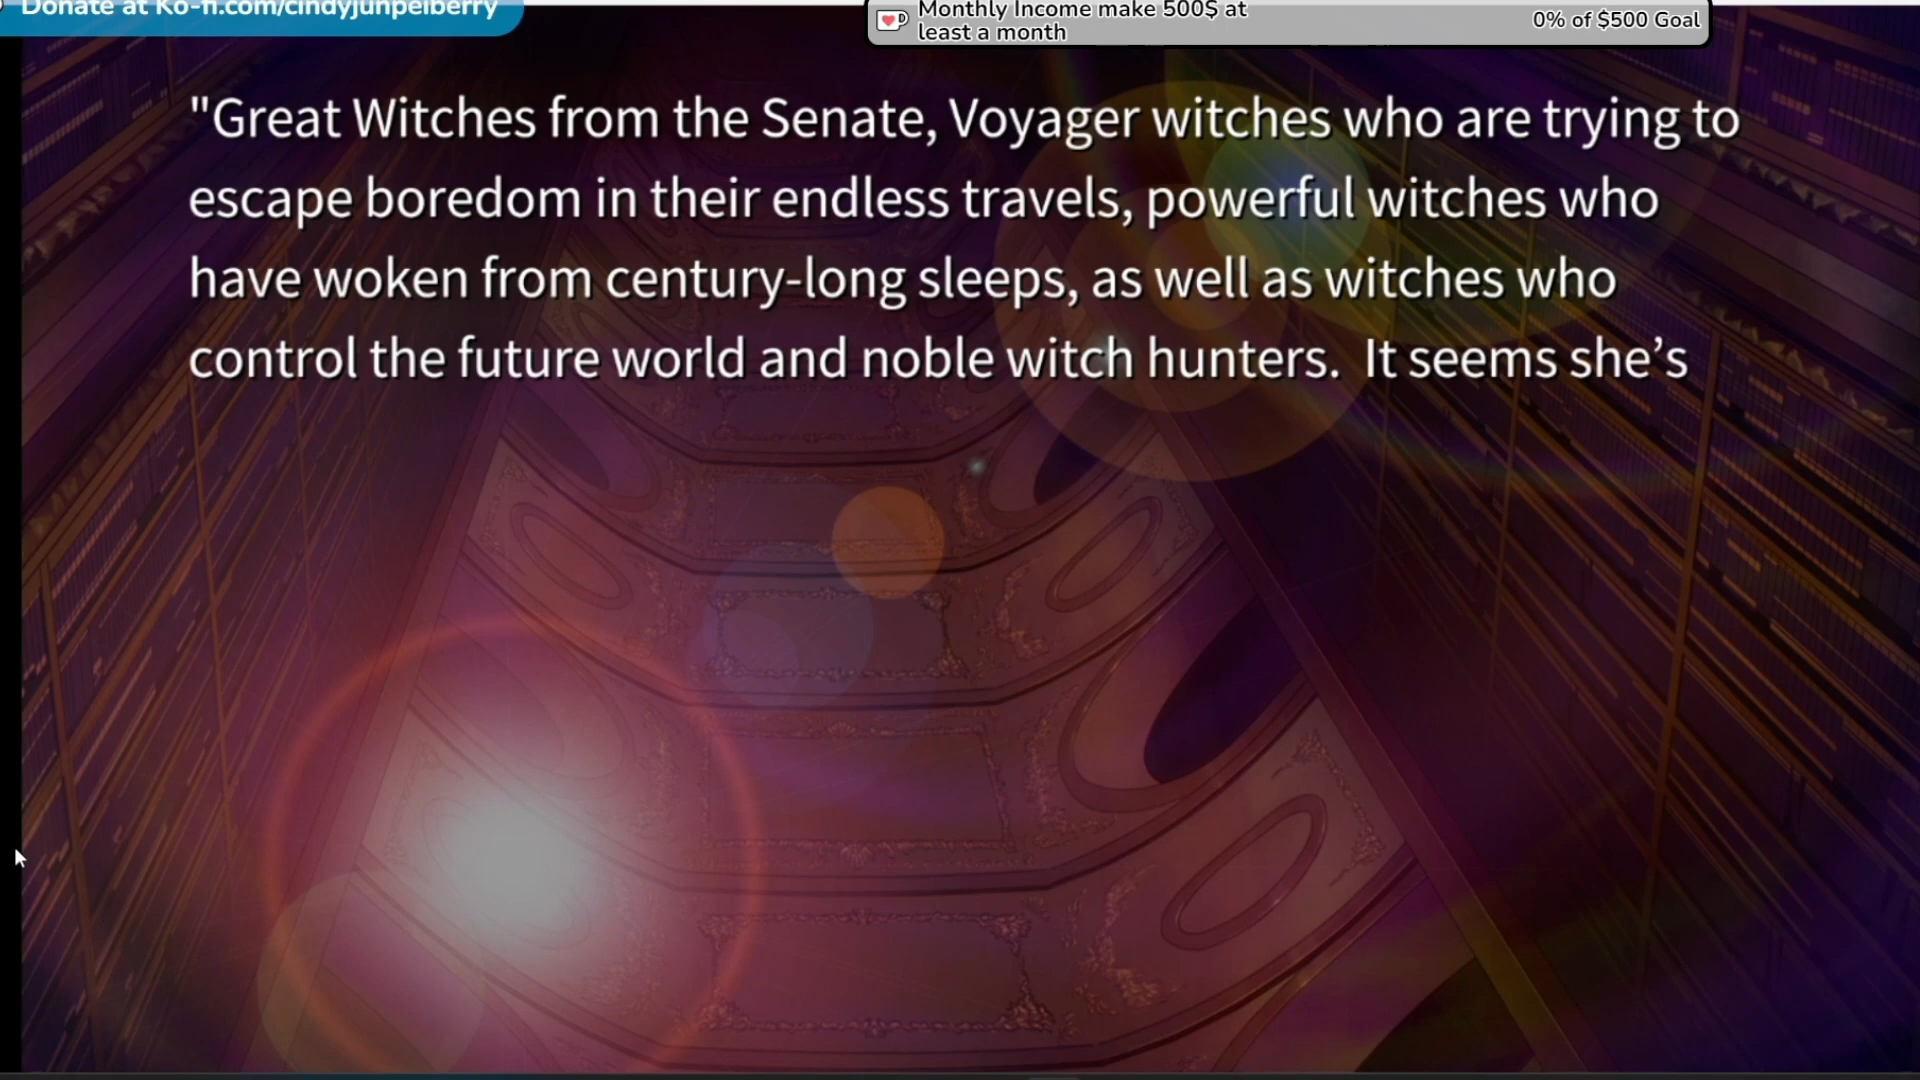 Donate at Ko-fi.com/cindyjunpeiberry
Monthly Income make 500$ at
least a month
0% of $500 Goal
"Great Witches from the Senate, Voyager witches who are trying to
escape boredom in their endless travels, powerful witches who
have woken from century-long sleeps, as well as witches who
control the future world and noble witch hunters.  It seems she’s